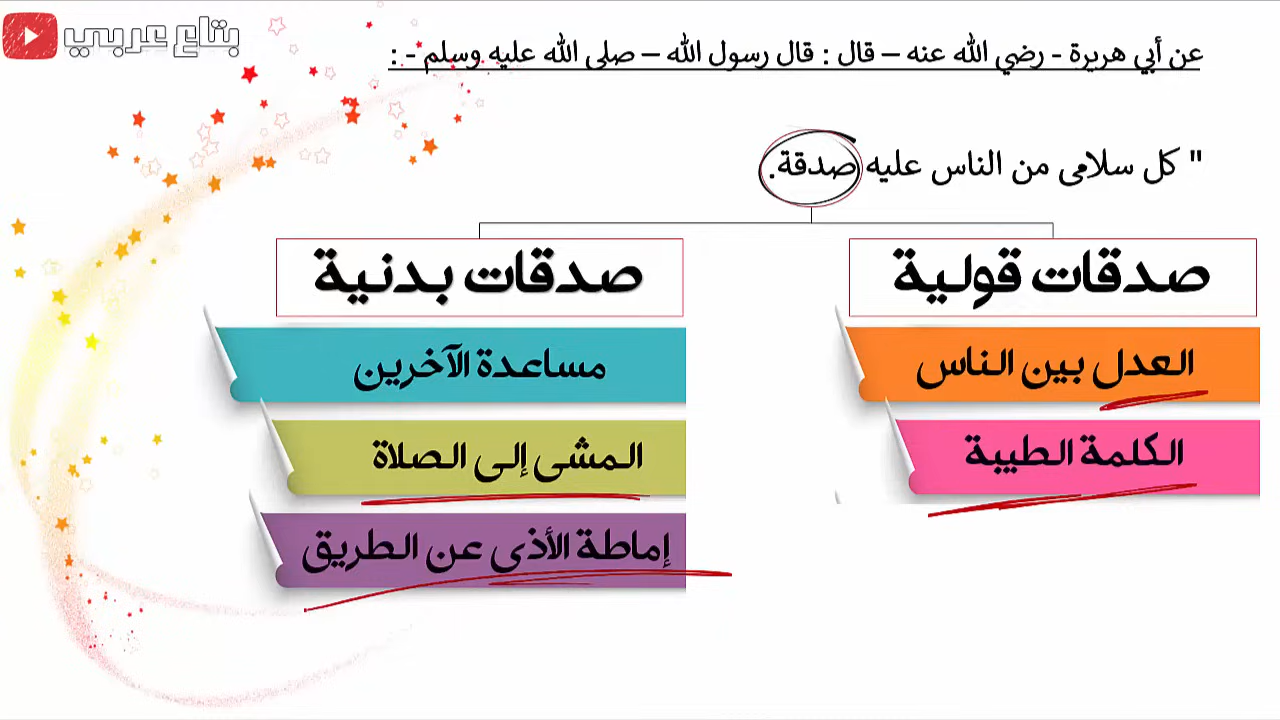 بتاع عربي
عن أبي هريرة - رضي الله عنه – قال : قال رسول الله – صلى الله عليه وسلم - :
" كل سلامى من الناس عليه صدقة.
صدقات قولية
العدل بين الناس
الكلمة الطيبة
صدقات بدنية
مساعدة الآخرين
المشى إلى الصلاة
إماطة الأذى عن الطريق